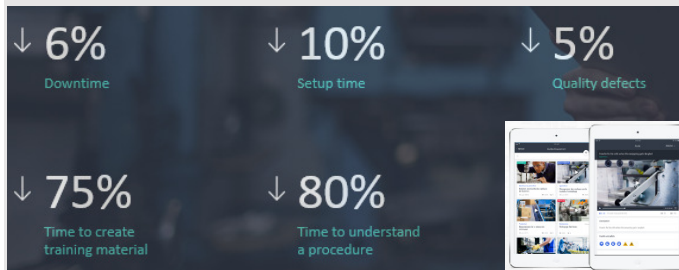 ↓ 6%
Downtime
↓ 10%
Setup time
↓ 5%
Quality defects
↓ 75%
Time to create
training material
↓ 80%
Time to understand
a procedure